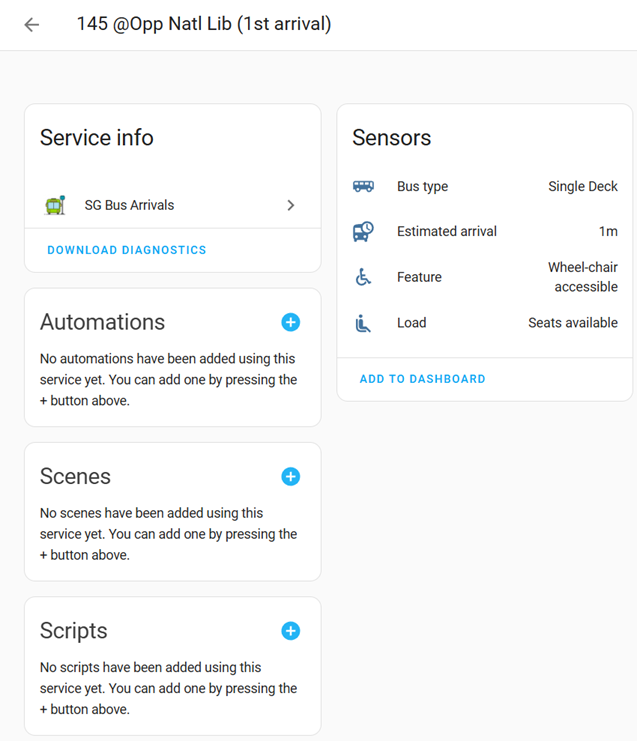 145 @Opp Natl Lib (1st arrival)
Service info
SG Bus Arrivals
DOWNLOAD DIAGNOSTICS
Automations
No automations have been added using this
service yet. You can add one by pressing the
+ button above.
Scenes
No scenes have been added using this
service yet. You can add one by pressing the
+ button above.
Scripts
No scripts have been added using this
service yet. You can add one by pressing the
+ button above.
Sensors
Bus type Single Deck
Estimated arrival 1m
Feature Wheel-chair
accessible
Load Seats available
ADD TO DASHBOARD